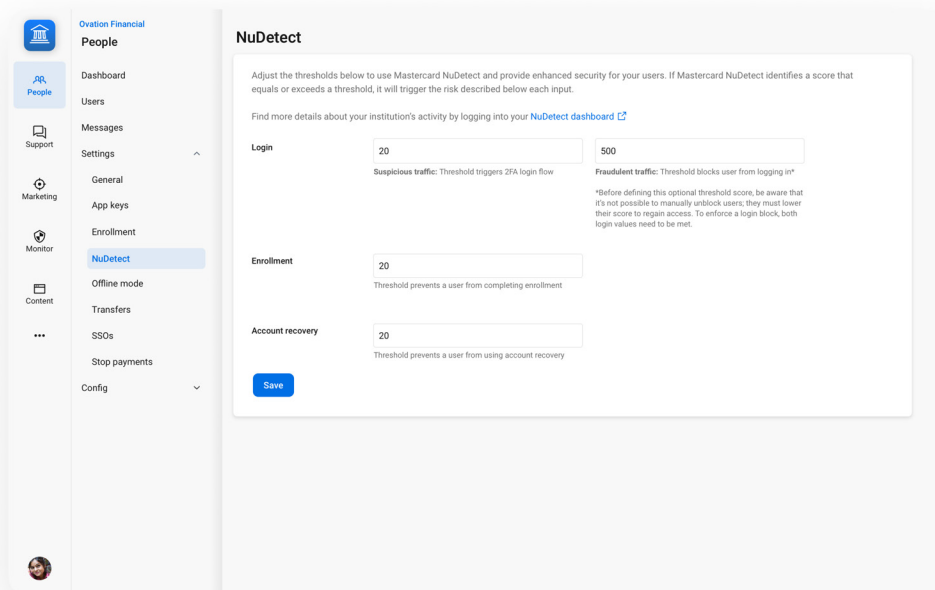 Ovation Financial
People
People
Support
Marketing
Monitor
Content
Dashboard
Users
Messages
Settings
General
App keys
Enrollment
NuDetect
Offline mode
Transfers
SSOs
Stop payments
Config
NuDetect
Adjust the thresholds below to use Mastercard NuDetect and provide enhanced security for your users. If Mastercard NuDetect identifies a score that
equals or exceeds a threshold, it will trigger the risk described below each input.
Find more details about your institution's activity by logging into your NuDetect dashboard
Login
20
Suspicious traffic: Threshold triggers 2FA login flow
500
Fraudulent traffic: Threshold blocks user from logging in*
*Before defining this optional threshold score, be aware that
it's not possible to manually unblock users; they must lower
their score to regain access. To enforce a login block, both
login values need to be met.
Enrollment
20
Threshold prevents a user from completing enrollment
Account recovery
20
Threshold prevents a user from using account recovery
Save